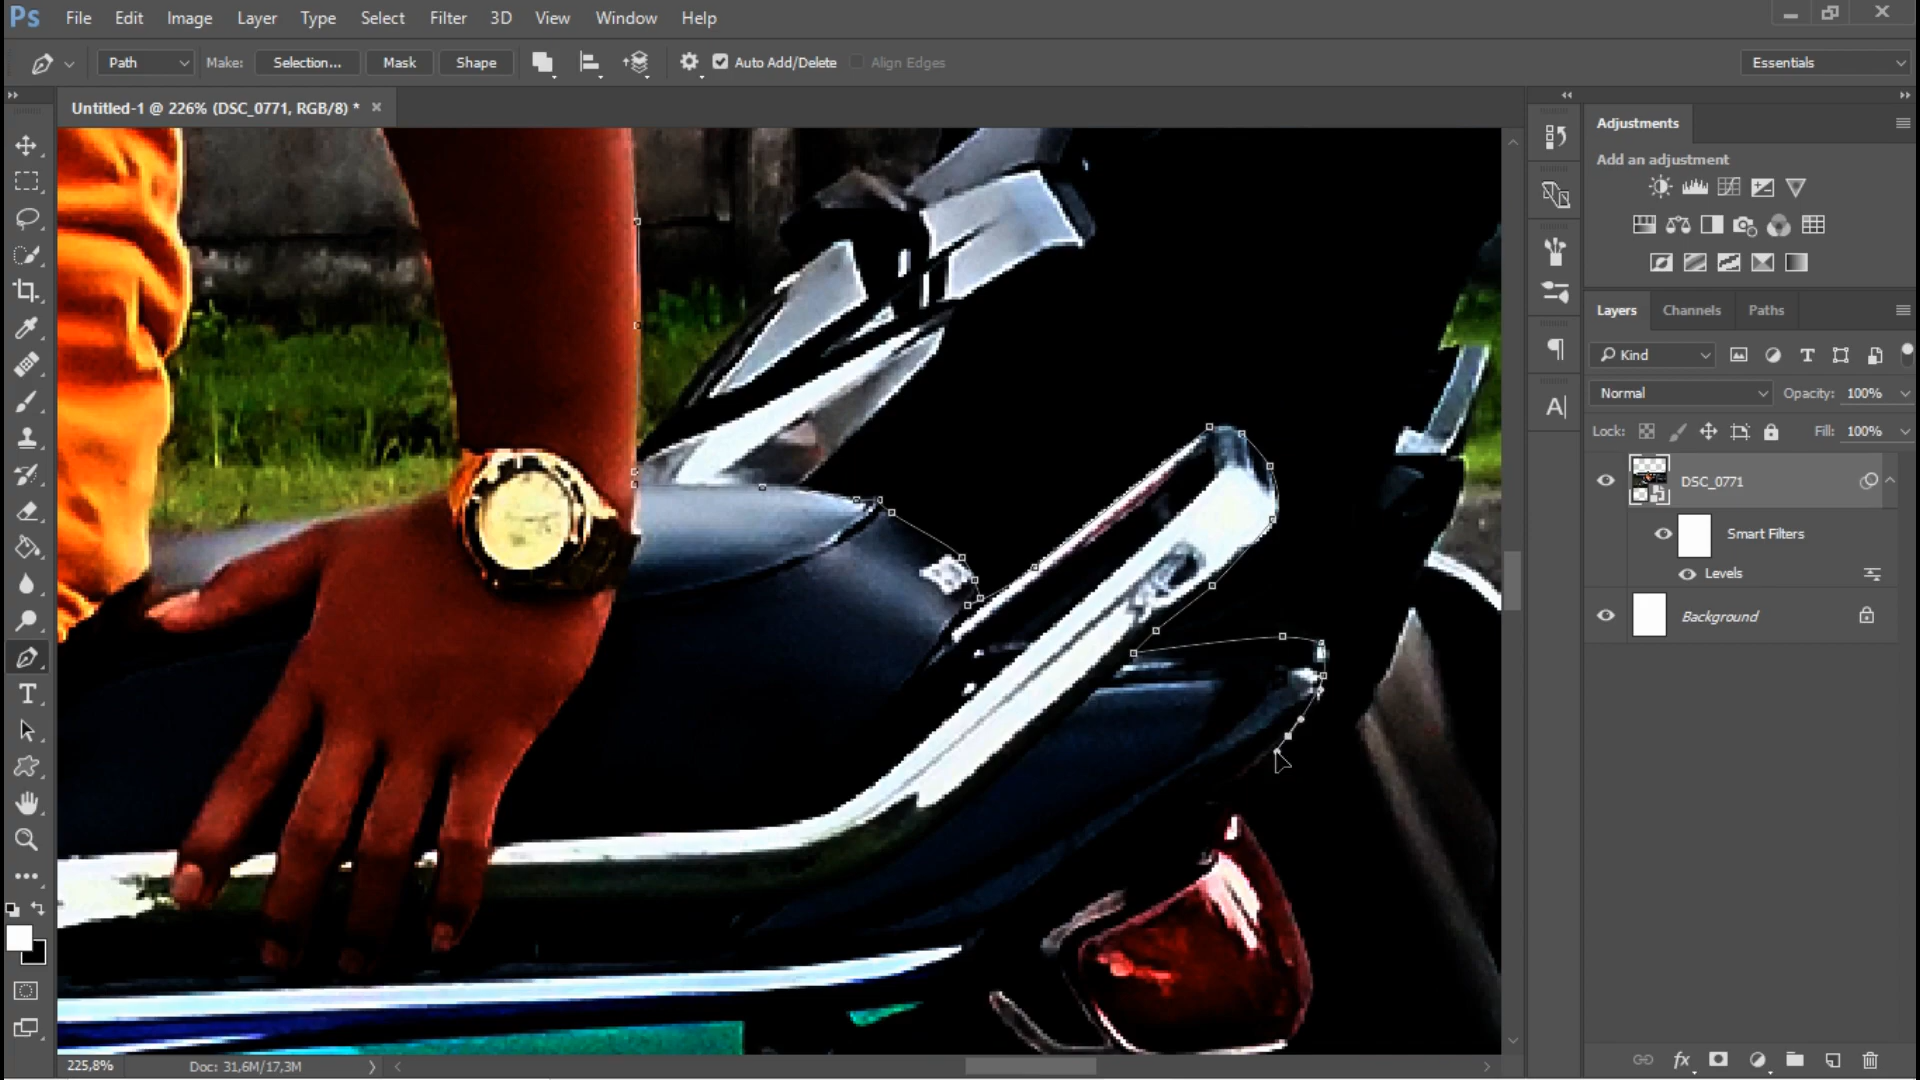 Ps File Edit Image Layer Type Select Filter 3D View Window Help
Path Make: Selection... Mask Shape Auto Add/Delete Align Edges Essentials
Untitled-1 @ 226% (DSC_0771, RGB/8) *
Adjustments
Add an adjustment
Layers Channels Paths
Kind
Normal Opacity: 100%
Lock: Fill: 100%
DSC_0771
Smart Filters
Levels
Background
fx
225,8% Doc: 31,6M/17,3M